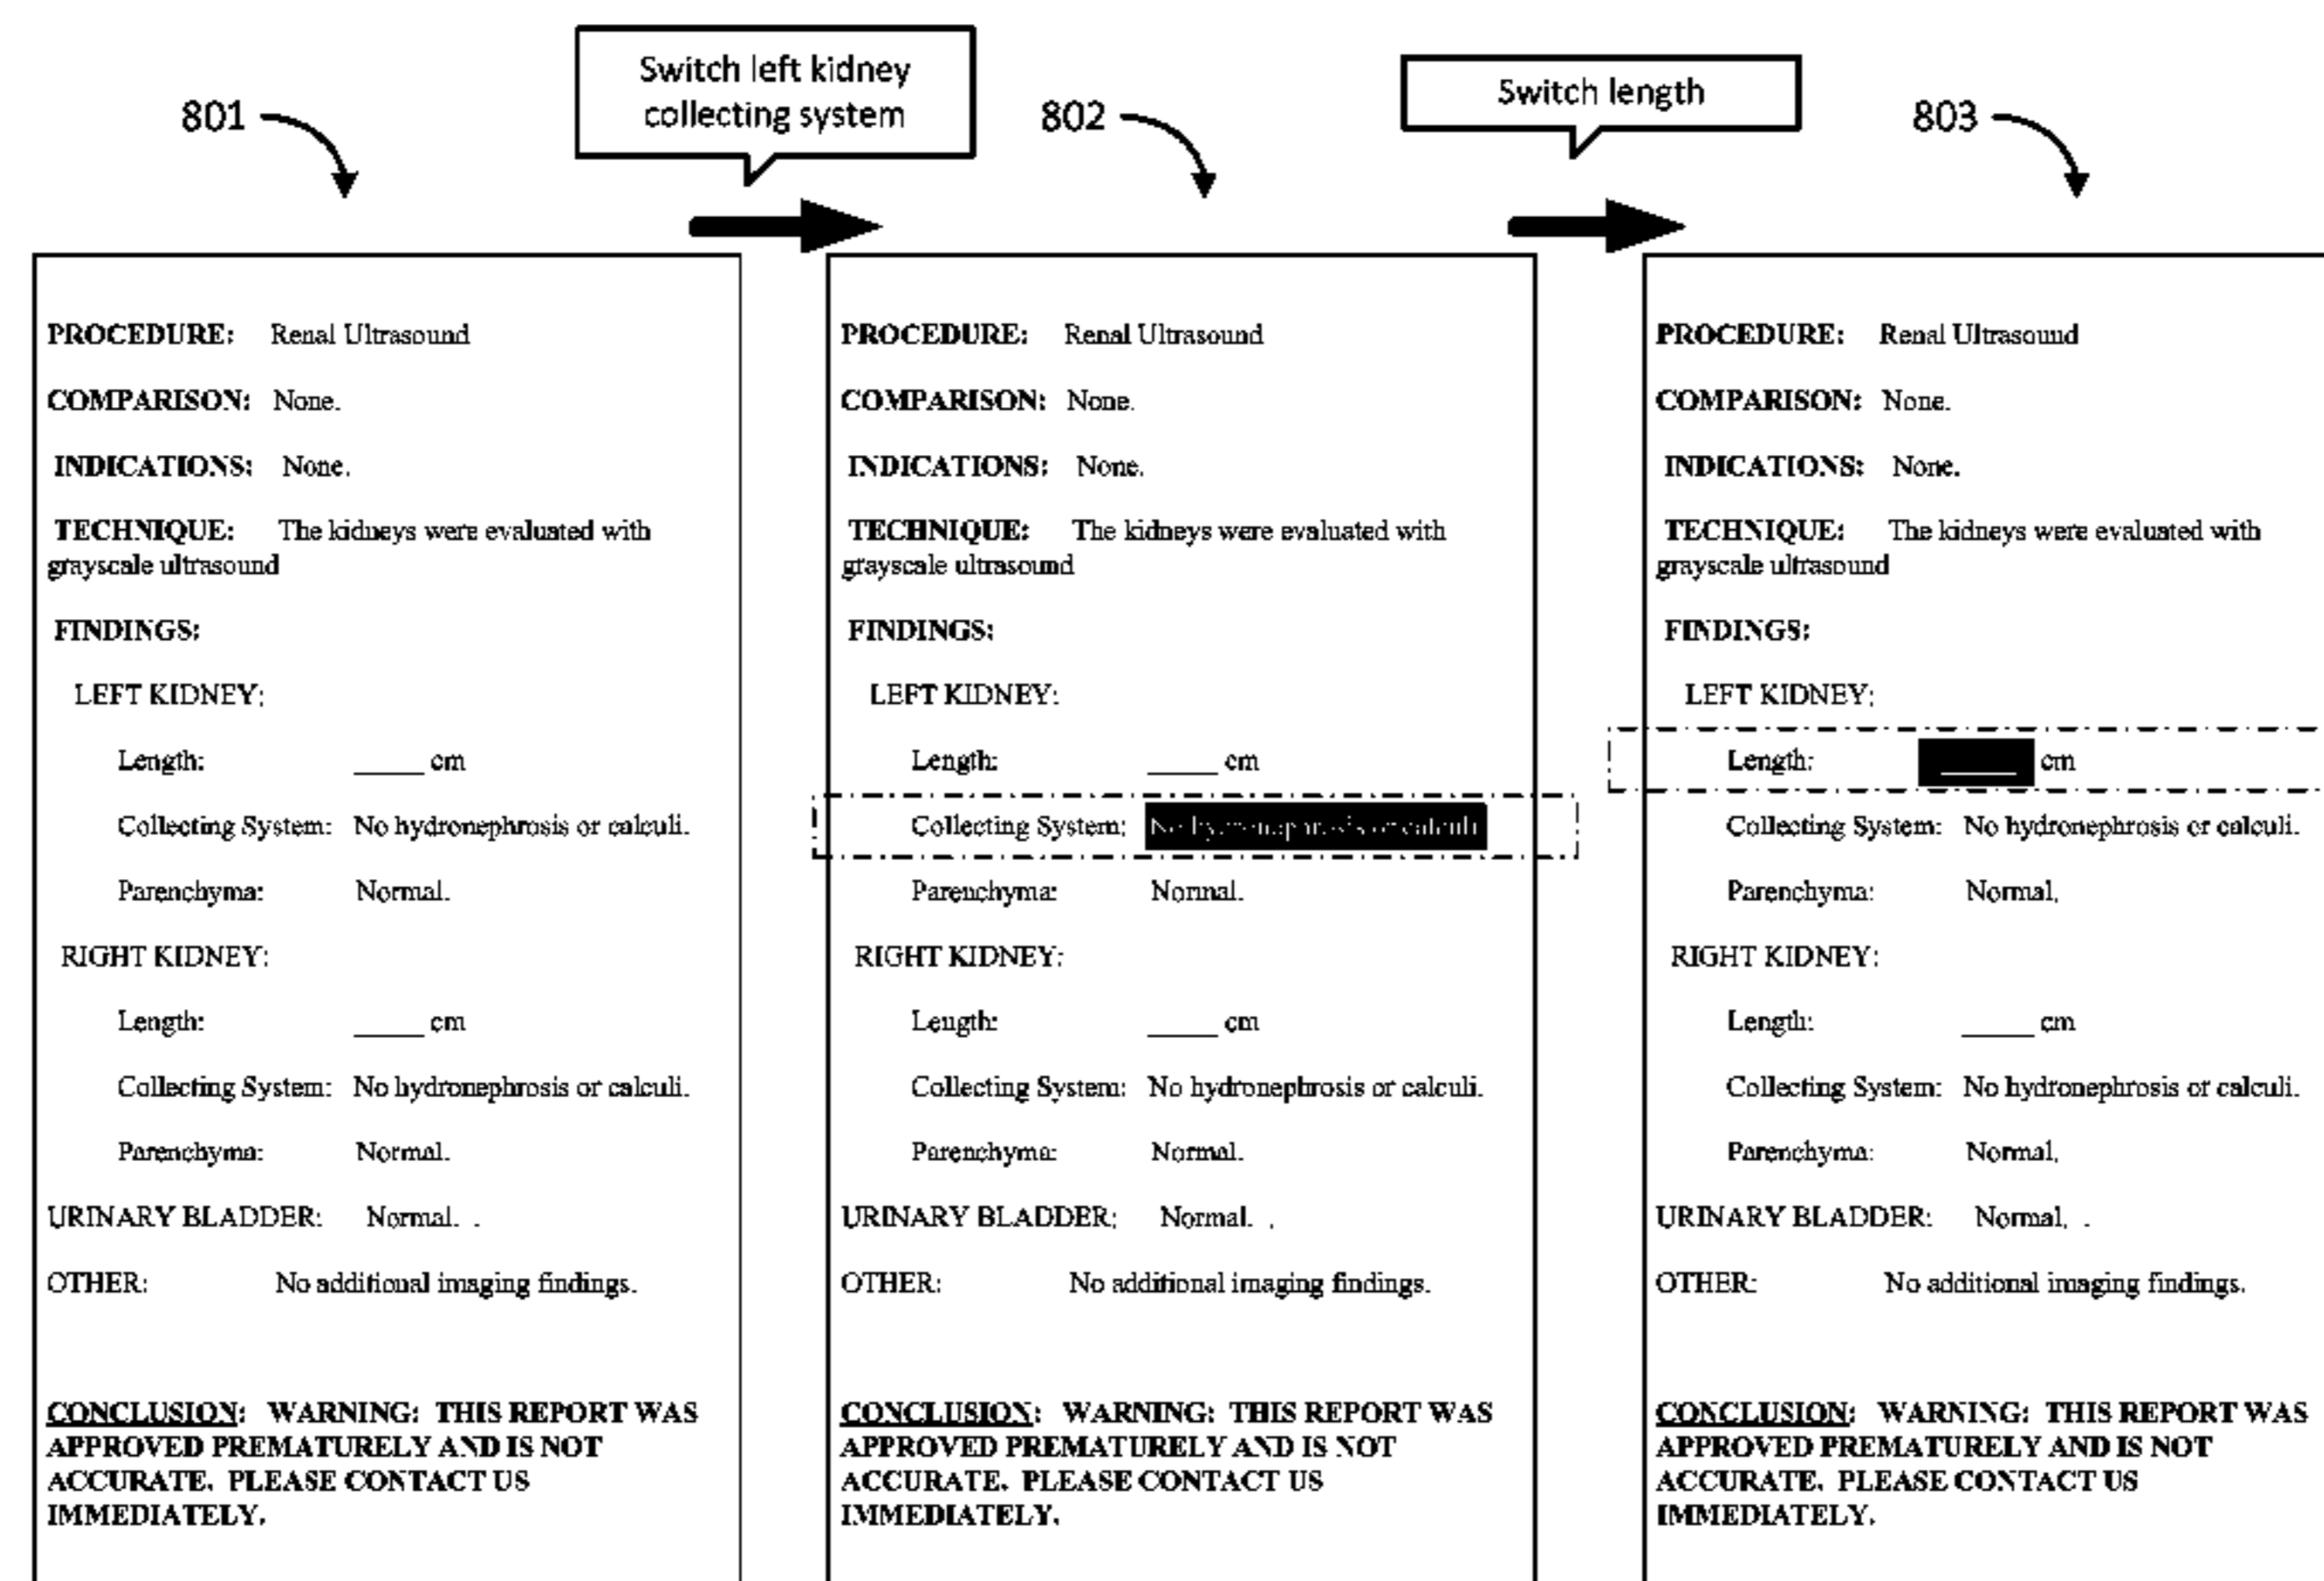 801
Switch left kidney
collecting system
802
Switch length
803
PROCEDURE: Renal Ultrasound
COMPARISON: None.
INDICATIONS: None.
TECHNIQUE: The kidneys were evaluated with
grayscale ultrasound
FINDINGS:
LEFT KIDNEY:
Length: _____ cm
Collecting System: No hydronephrosis or calculi.
Parenchyma: Normal.
RIGHT KIDNEY:
Length: _____ cm
Collecting System: No hydronephrosis or calculi.
Parenchyma: Normal.
URINARY BLADDER: Normal. .
OTHER: No additional imaging findings.
CONCLUSION: WARNING: THIS REPORT WAS
APPROVED PREMATURELY AND IS NOT
ACCURATE. PLEASE CONTACT US
IMMEDIATELY.
PROCEDURE: Renal Ultrasound
COMPARISON: None.
INDICATIONS: None.
TECHNIQUE: The kidneys were evaluated with
grayscale ultrasound
FINDINGS:
LEFT KIDNEY:
Length: _____ cm
Collecting System: No hydronephrosis or calculi
Parenchyma: Normal.
RIGHT KIDNEY:
Length: _____ cm
Collecting System: No hydronephrosis or calculi.
Parenchyma: Normal.
URINARY BLADDER: Normal. .
OTHER: No additional imaging findings.
CONCLUSION: WARNING: THIS REPORT WAS
APPROVED PREMATURELY AND IS NOT
ACCURATE. PLEASE CONTACT US
IMMEDIATELY.
PROCEDURE: Renal Ultrasound
COMPARISON: None.
INDICATIONS: None.
TECHNIQUE: The kidneys were evaluated with
grayscale ultrasound
FINDINGS:
LEFT KIDNEY:
Length: _____ cm
Collecting System: No hydronephrosis or calculi.
Parenchyma: Normal.
RIGHT KIDNEY:
Length: _____ cm
Collecting System: No hydronephrosis or calculi.
Parenchyma: Normal.
URINARY BLADDER: Normal. .
OTHER: No additional imaging findings.
CONCLUSION: WARNING: THIS REPORT WAS
APPROVED PREMATURELY AND IS NOT
ACCURATE. PLEASE CONTACT US
IMMEDIATELY.